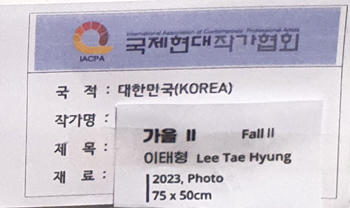 International Association of Contemporary Professional Artists
IACPA
국제현대작가협회
국 적 : 대한민국(KOREA)
작가명 :
제 목 :
재 료 :
가을 II Fall II
이태형 Lee Tae Hyung
2023, Photo
75 x 50cm